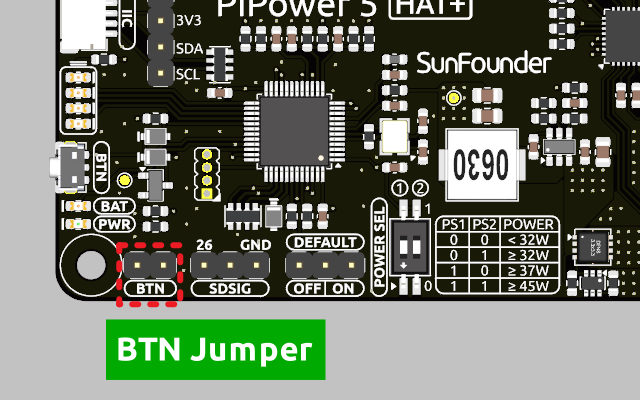 PiPower 5 HAT+
IIC
3V3
SDA
SCL
SunFounder
BTN
0630
BAT
PWR
1 2
POWER SEL
1
0
PS1 PS2 POWER
0 0 < 32W
0 1 ≥ 32W
1 0 ≥ 37W
1 1 ≥ 45W
26 GND
DEFAULT
BTN
SDSIG
OFF ON
BTN Jumper